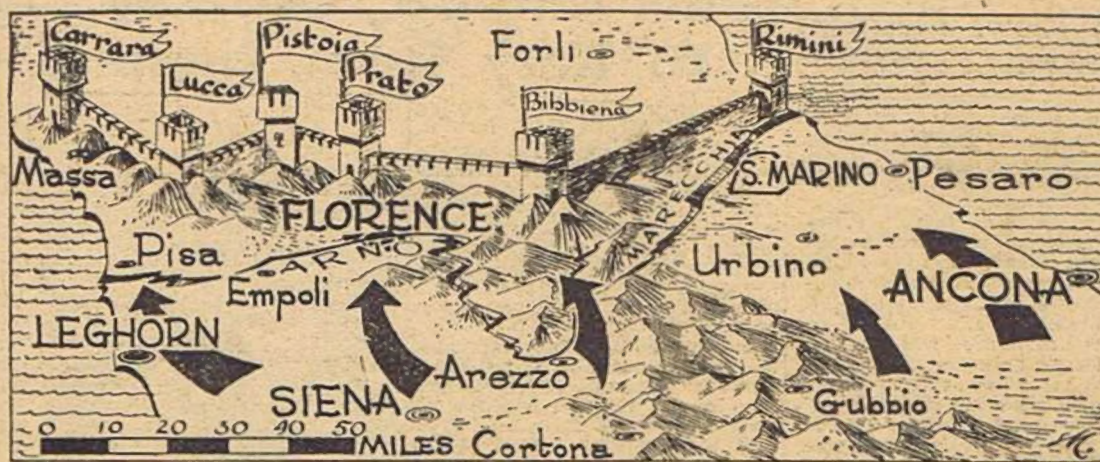 Carrara
Pistoia
Rimini
Forli
Lucca
Prato
Bibbiena
Massa
S. MARINO
Pesaro
MARECCHIA
FLORENCE
ARNO
Pisa
Urbino
Empoli
ANCONA
LEGHORN
Arezzo
SIENA
Gubbio
0 10 20 30 40 50
MILES
Cortona